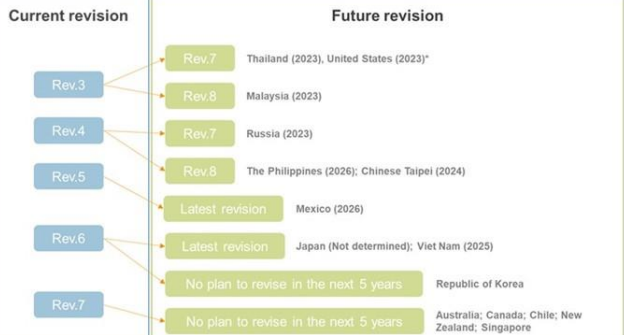 Current revision
Future revision
Rev.3
Rev.7
Thailand (2023), United States (2023)*
Rev.8
Malaysia (2023)
Rev.4
Rev.7
Russia (2023)
Rev.8
The Philippines (2026); Chinese Taipei (2024)
Rev.5
Latest revision
Mexico (2026)
Rev.6
Latest revision
Japan (Not determined); Viet Nam (2025)
No plan to revise in the next 5 years
Republic of Korea
Rev.7
No plan to revise in the next 5 years
Australia; Canada; Chile; New
Zealand; Singapore